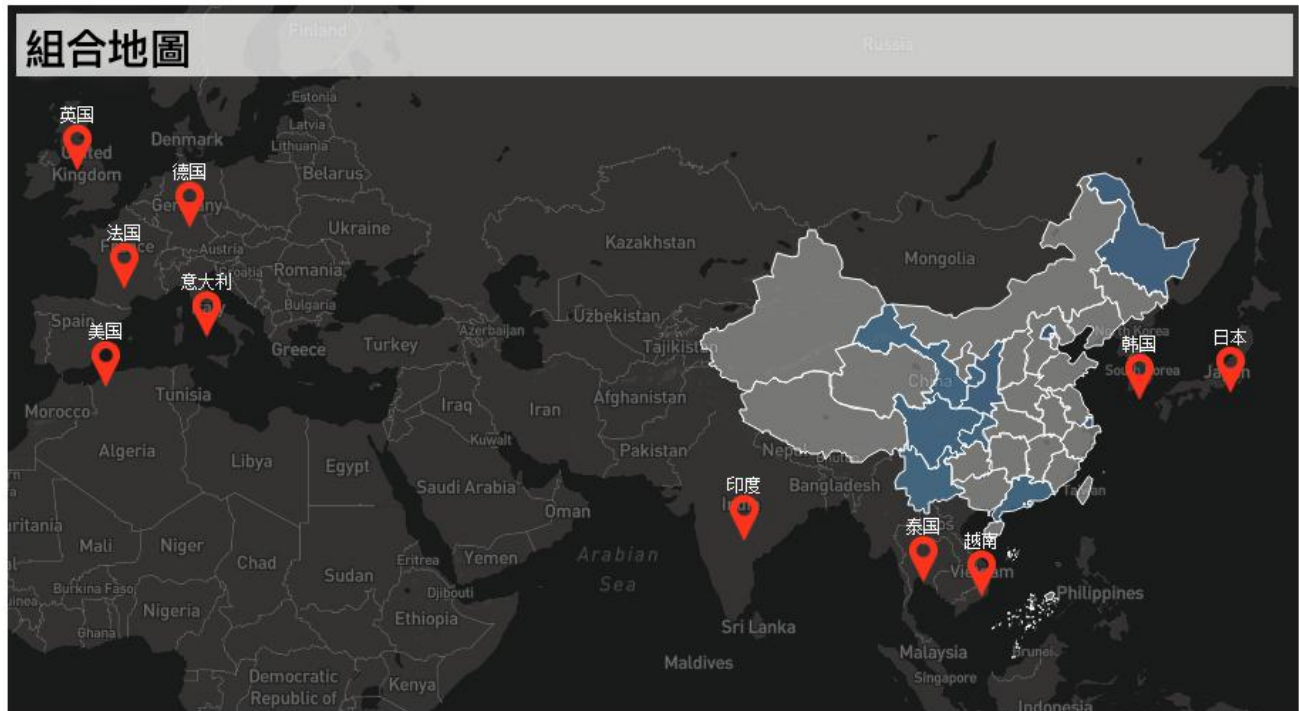 組合地圖
Finland
Russia
Estonia
Latvia
Lithuania
英国
United
Kingdom
Denmark
德国
Germany
Belarus
Ukraine
法国
France
Austria
Croatia
Romania
Kazakhstan
Mongolia
意大利
Italy
Bulgaria
Spain
美国
Greece
Turkey
Azerbaijan
Uzbekistan
Tajikistan
North Korea
韩国
South Korea
日本
Japan
China
Tunisia
Morocco
Iraq
Iran
Afghanistan
Algeria
Libya
Egypt
Kuwait
Pakistan
Nepal
Bhutan
Bangladesh
Saudi Arabia
Oman
印度
India
Taiwan
泰国
Laos
越南
Vietnam
Mali
Niger
Chad
Sudan
Eritrea
Yemen
Arabian
Sea
Burkina Faso
Djibouti
Philippines
Nigeria
Ethiopia
Ghana
Sri Lanka
Maldives
Malaysia
Brunei
Singapore
Democratic
Republic of
Kenya
Indonesia